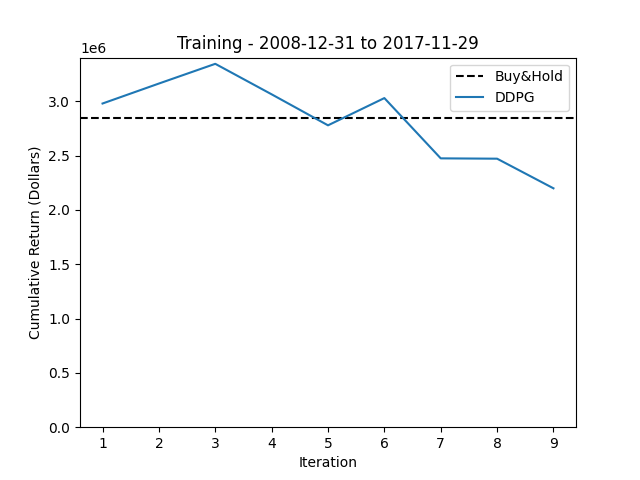 Training - 2008-12-31 to 2017-11-29
1e6
Buy&Hold
DDPG
3.0
2.5
2.0
1.5
1.0
0.5
0.0
Cumulative Return (Dollars)
1 2 3 4 5 6 7 8 9
Iteration